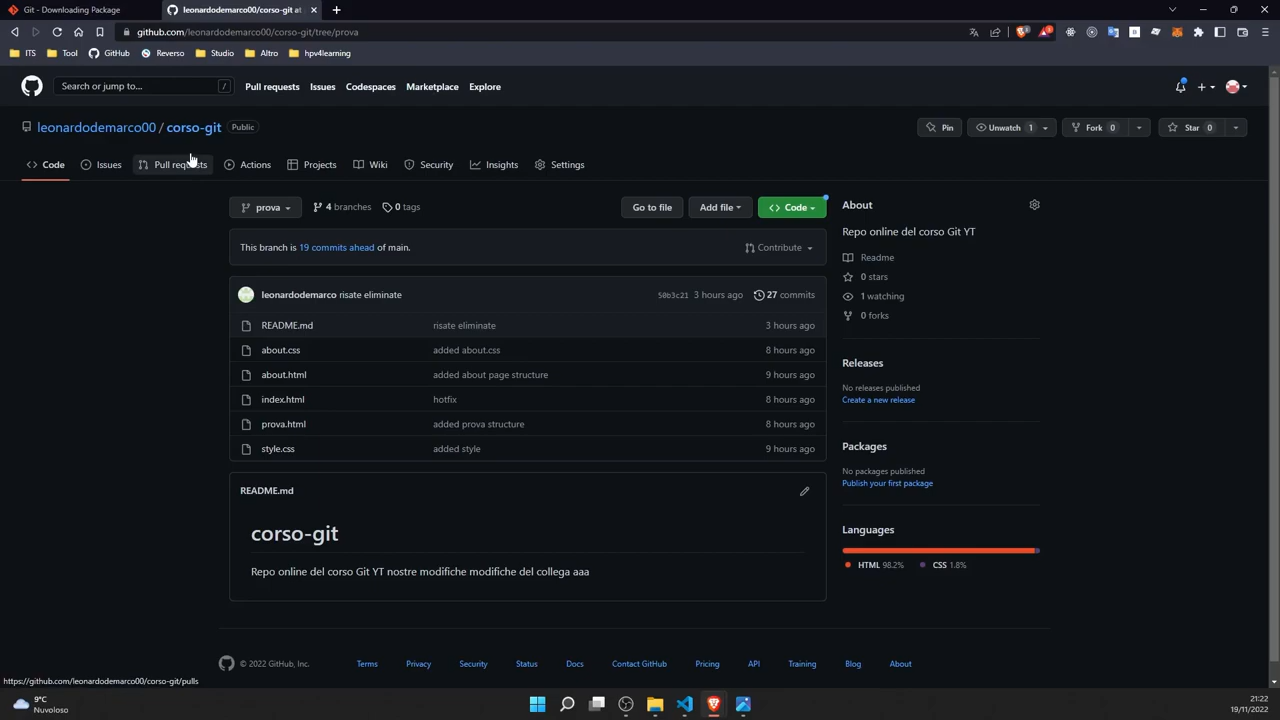 Git - Downloading Package
leonardodemarco00/corso-git at
github.com/leonardodemarco00/corso-git/tree/prova
ITS
Tool
GitHub
Reverso
Studio
Altro
hpv4learning
Search or jump to...
/
Pull requests
Issues
Codespaces
Marketplace
Explore
leonardodemarco00 / corso-git
Public
Pin
Unwatch 1
Fork 0
Star 0
Code
Issues
Pull requests
Actions
Projects
Wiki
Security
Insights
Settings
prova
4 branches
0 tags
Go to file
Add file
Code
This branch is 19 commits ahead of main.
Contribute
leonardodemarco risate eliminate
50b3c21 3 hours ago
27 commits
README.md risate eliminate 3 hours ago
about.css added about.css 8 hours ago
about.html added about page structure 9 hours ago
index.html hotfix 8 hours ago
prova.html added prova structure 8 hours ago
style.css added style 9 hours ago
README.md
corso-git
Repo online del corso Git YT nostre modifiche modifiche del collega aaa
About
Repo online del corso Git YT
Readme
0 stars
1 watching
0 forks
Releases
No releases published
Create a new release
Packages
No packages published
Publish your first package
Languages
HTML 98.2%
CSS 1.8%
© 2022 GitHub, Inc.
Terms
Privacy
Security
Status
Docs
Contact GitHub
Pricing
API
Training
Blog
About
https://github.com/leonardodemarco00/corso-git/pulls
9°C
Nuvoloso
21:22
19/11/2022